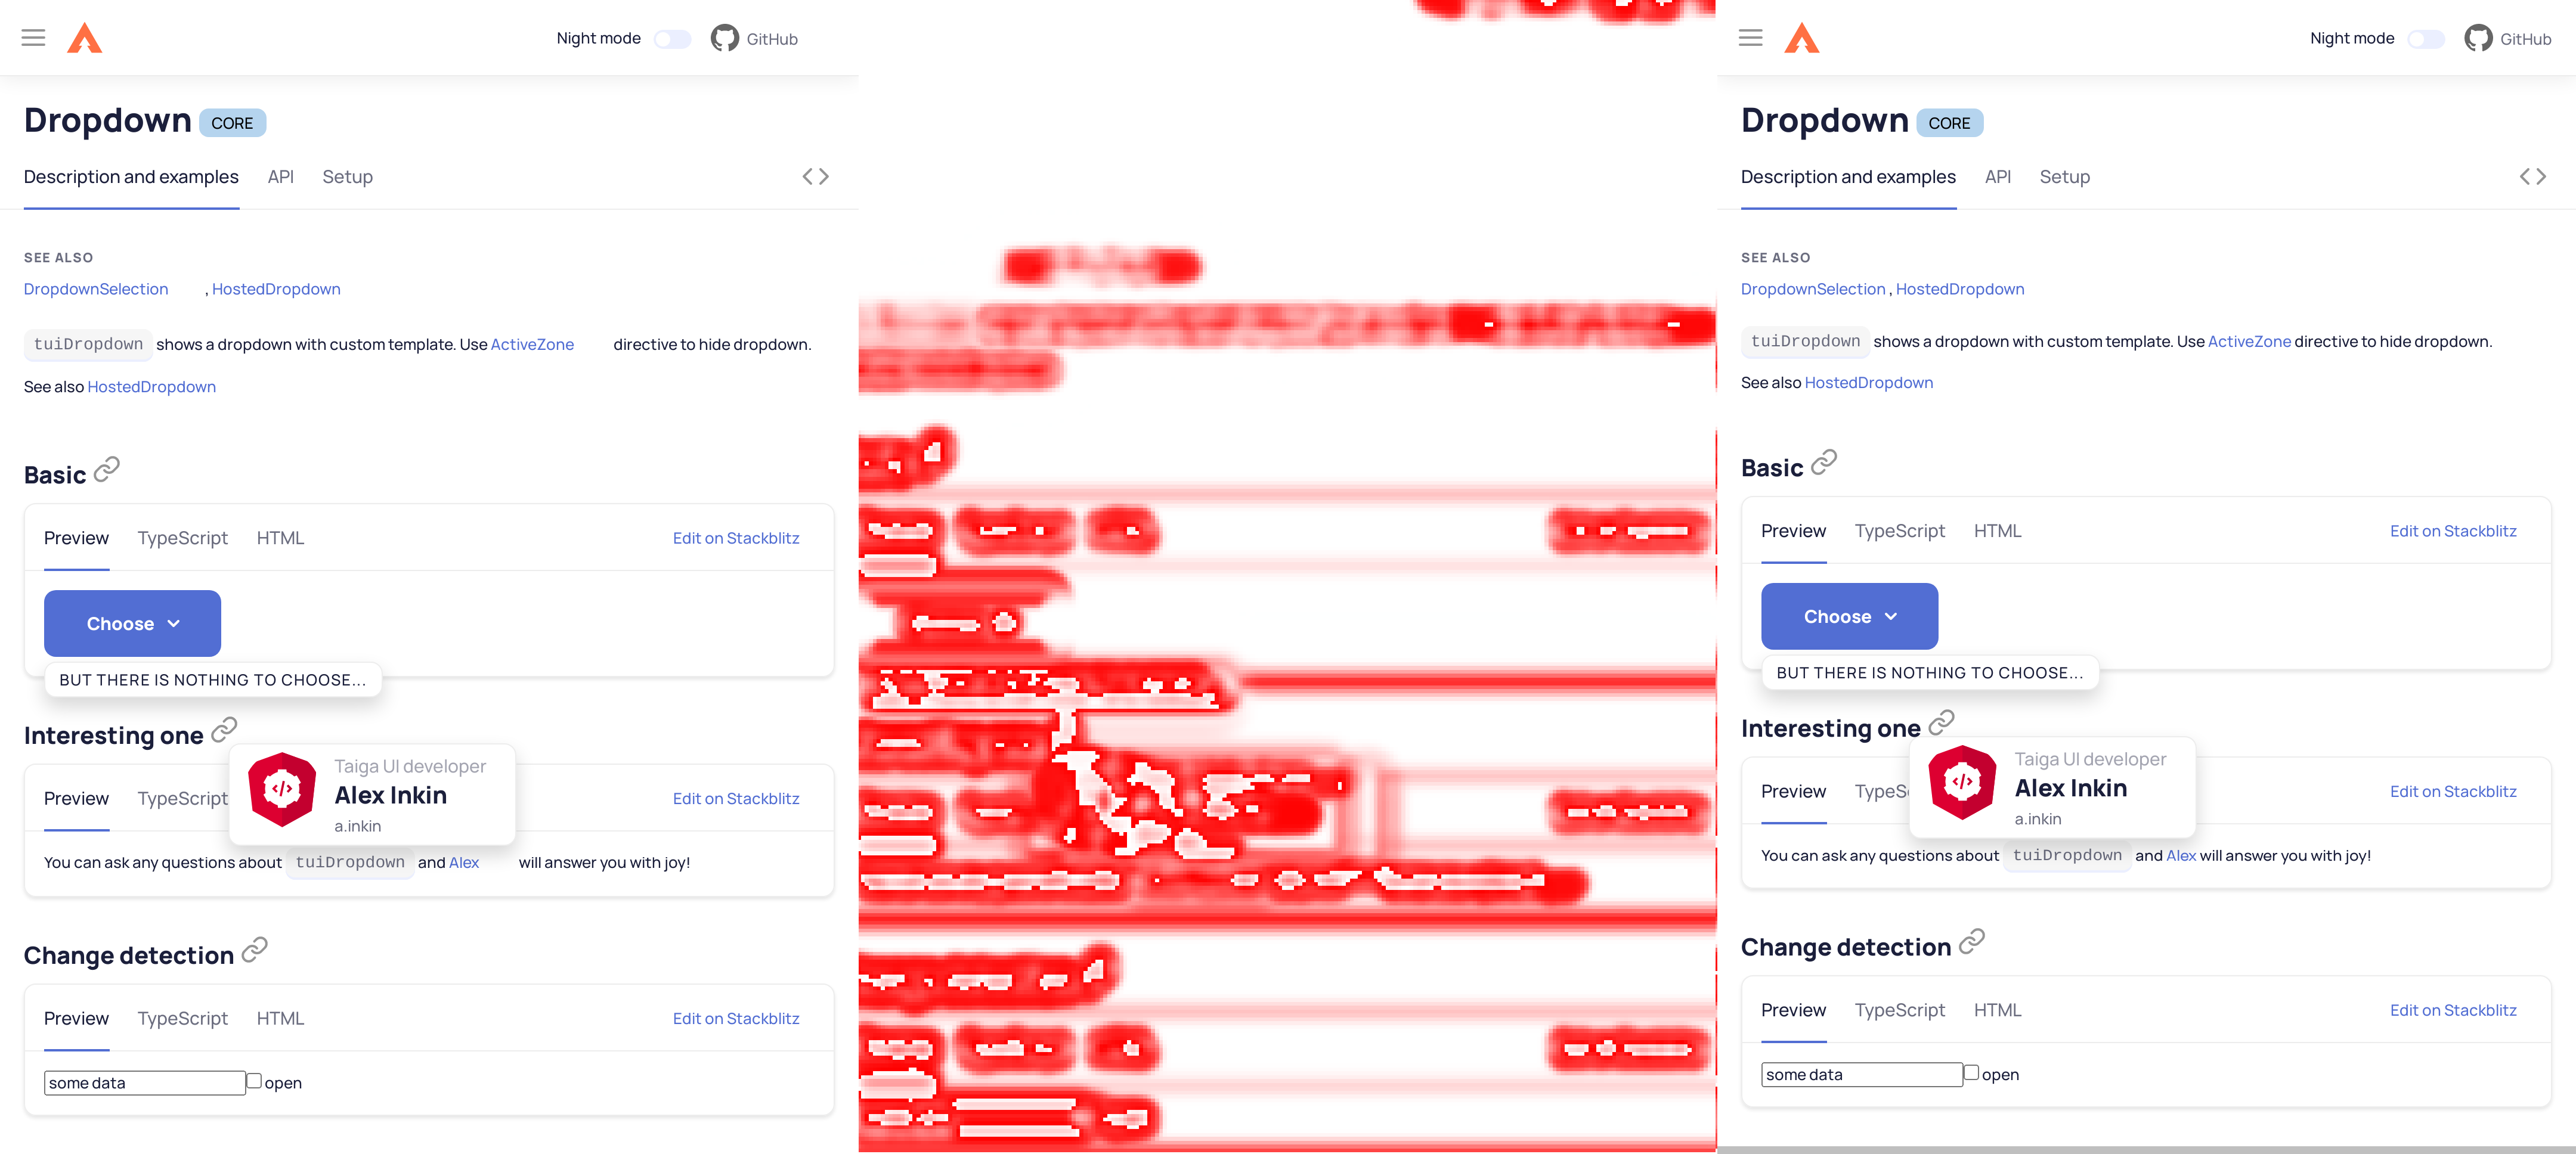 Night mode GitHub
Dropdown CORE
Description and examples API Setup
SEE ALSO
DropdownSelection , HostedDropdown
tuiDropdown shows a dropdown with custom template. Use ActiveZone directive to hide dropdown.
See also HostedDropdown
Basic
Preview TypeScript HTML Edit on Stackblitz
Choose
BUT THERE IS NOTHING TO CHOOSE...
Interesting one
Taiga UI developer
Alex Inkin
a.inkin
Preview TypeScript Edit on Stackblitz
You can ask any questions about tuiDropdown and Alex will answer you with joy!
Change detection
Preview TypeScript HTML Edit on Stackblitz
some data open
Night mode GitHub
Dropdown CORE
Description and examples API Setup
SEE ALSO
DropdownSelection , HostedDropdown
tuiDropdown shows a dropdown with custom template. Use ActiveZone directive to hide dropdown.
See also HostedDropdown
Basic
Preview TypeScript HTML Edit on Stackblitz
Choose
BUT THERE IS NOTHING TO CHOOSE...
Interesting one
Taiga UI developer
Alex Inkin
a.inkin
Preview TypeS Edit on Stackblitz
You can ask any questions about tuiDropdown and Alex will answer you with joy!
Change detection
Preview TypeScript HTML Edit on Stackblitz
some data open